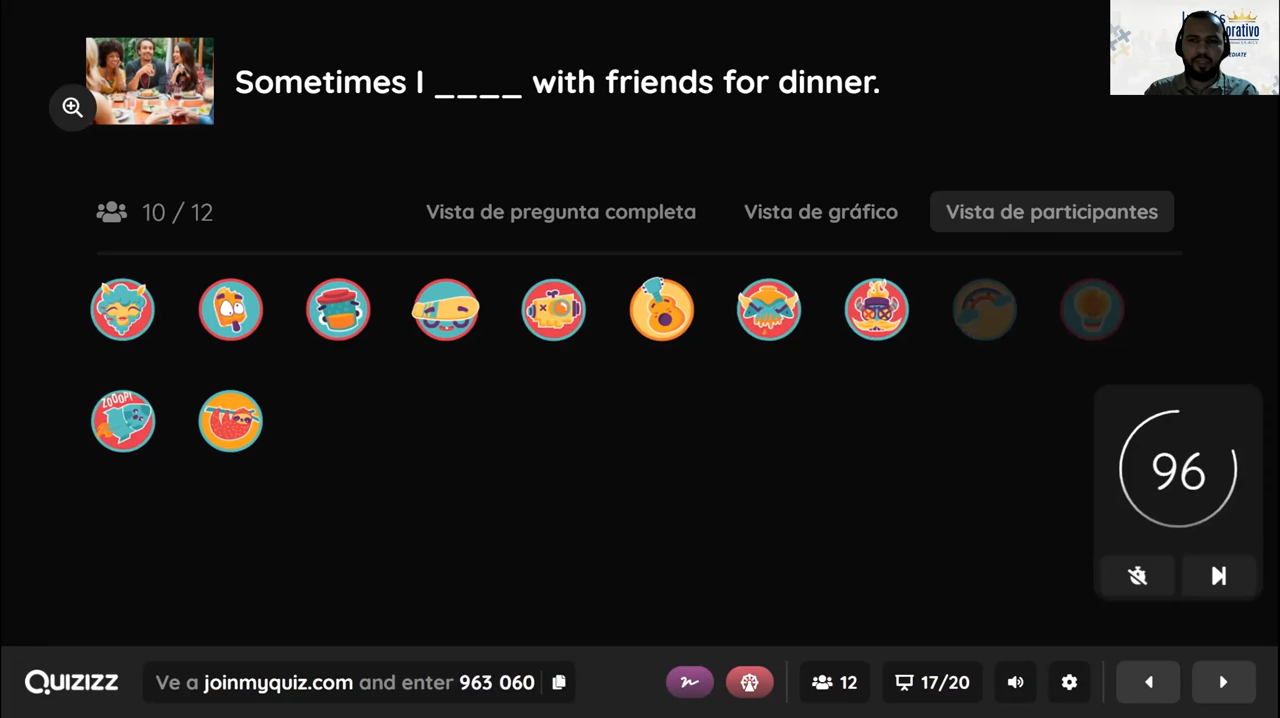 Sometimes I ____ with friends for dinner.
10 / 12
Vista de pregunta completa
Vista de gráfico
Vista de participantes
ZOOOP!
96
QUIZIZZ
Ve a joinmyquiz.com and enter 963 060
12
17/20